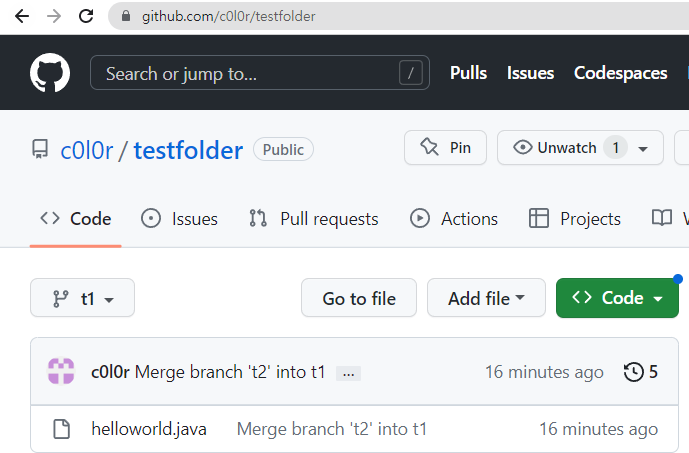 github.com/c0l0r/testfolder
Search or jump to... / Pulls Issues Codespaces
c0l0r / testfolder Public Pin Unwatch 1
Code Issues Pull requests Actions Projects
t1 Go to file Add file Code
c0l0r Merge branch 't2' into t1 ... 16 minutes ago 5
helloworld.java Merge branch 't2' into t1 16 minutes ago